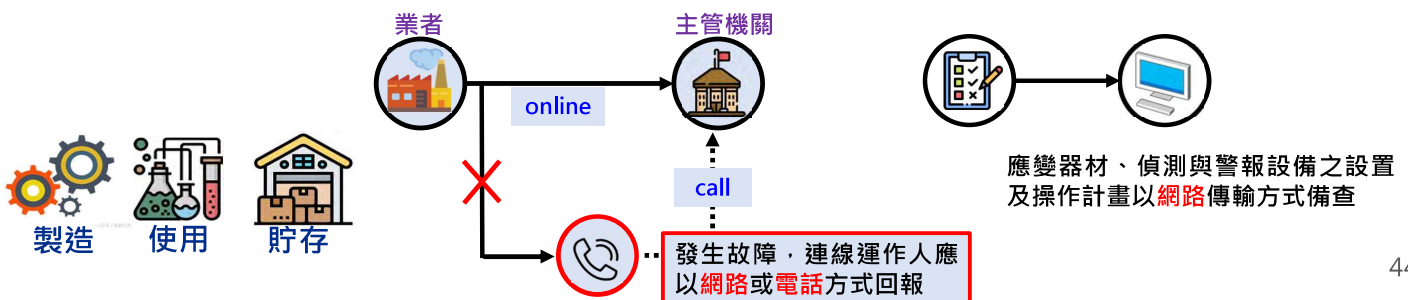 業者
主管機關
online
call
製造
使用
貯存
發生故障，連線運作人應
以網路或電話方式回報
應變器材、偵測與警報設備之設置
及操作計畫以網路傳輸方式備查
44